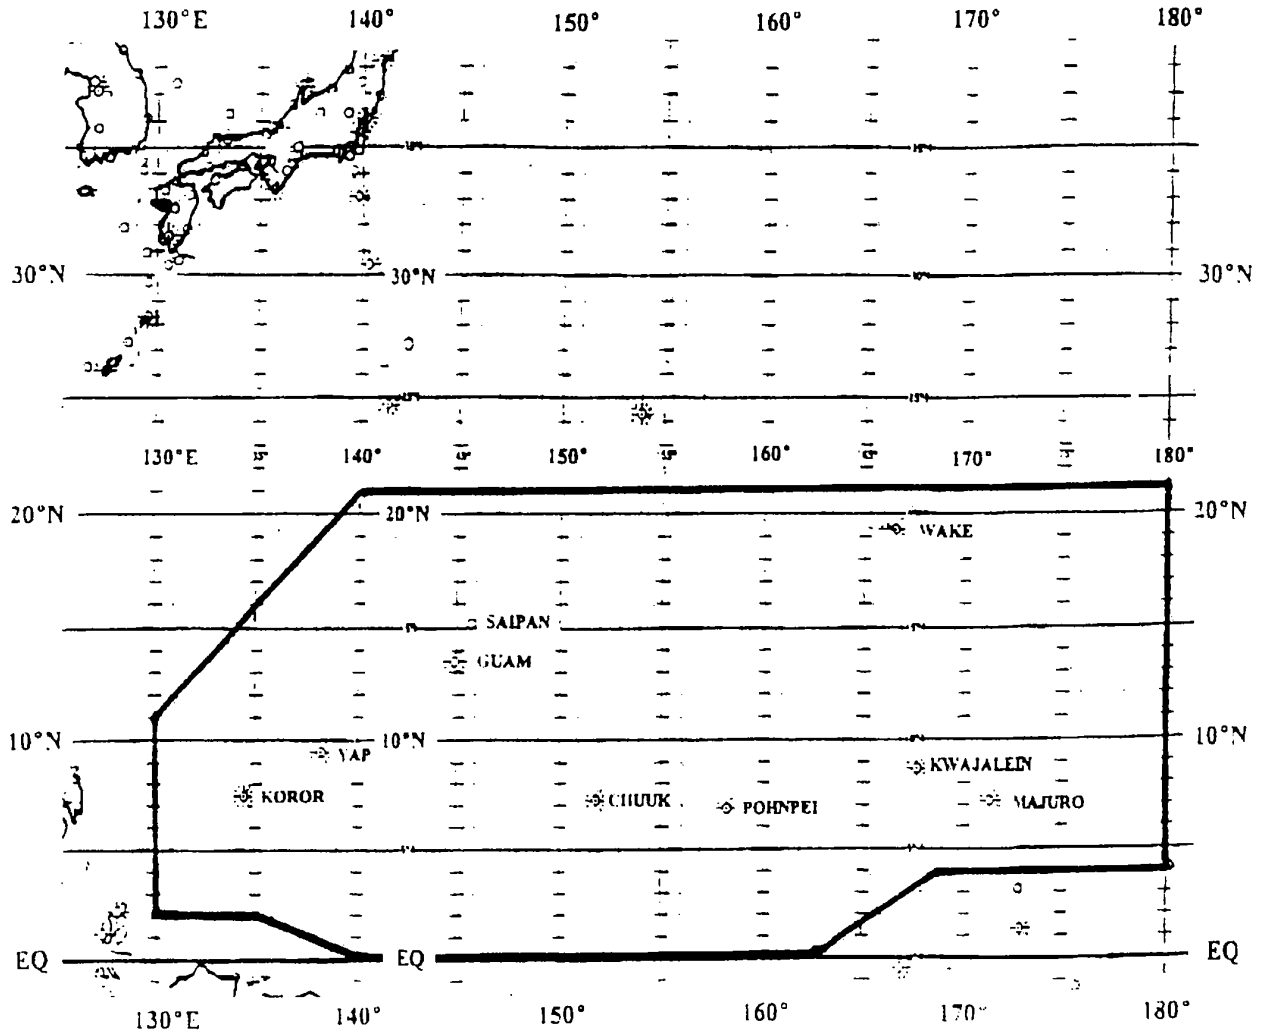 130°E 140° 150° 160° 170° 180°
30°N 30°N 30°N
130°E 140° 150° 160° 170° 180°
20°N 20°N 20°N
WAKE
SAIPAN
GUAM
10°N 10°N 10°N
YAP
KWAJALEIN
KOROR CHUUK POHNPEI MAJURO
EQ EQ EQ
130°E 140° 150° 160° 170° 180°